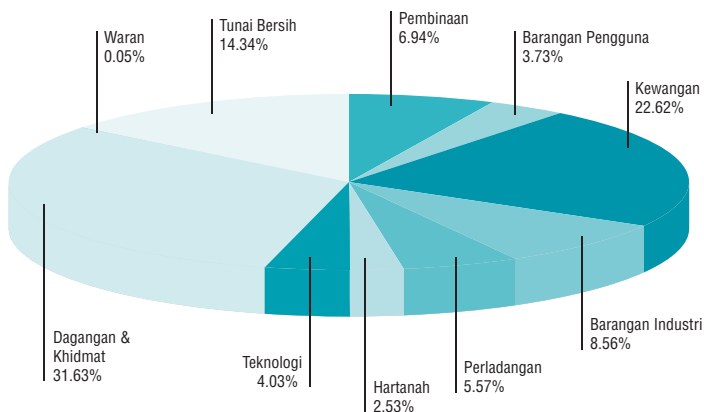 Waran
0.05%
Tunai Bersih
14.34%
Pembinaan
6.94%
Barangan Pengguna
3.73%
Kewangan
22.62%
Barangan Industri
8.56%
Perladangan
5.57%
Hartanah
2.53%
Teknologi
4.03%
Dagangan &
Khidmat
31.63%